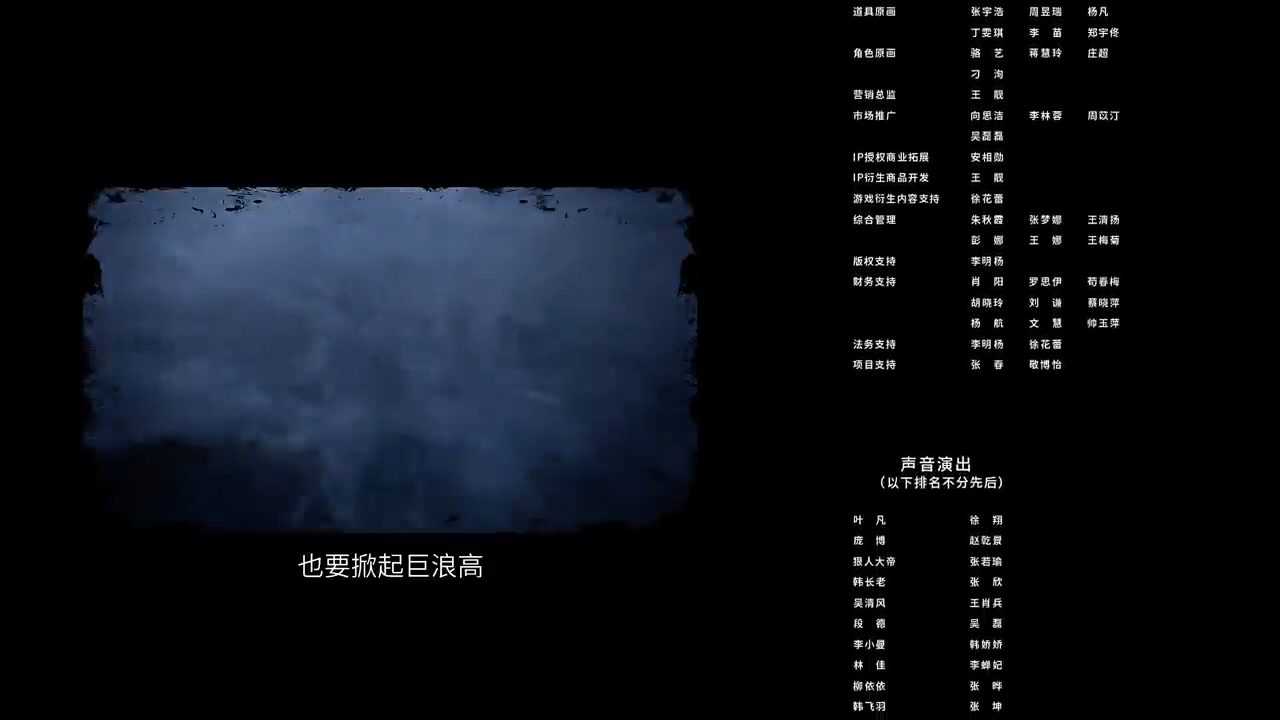 道具原画 张宇浩 周昱瑞 杨凡
丁雯琪 李苗 郑宇佟
角色原画 骆艺 蒋慧玲 庄超
刁洵
营销总监 王靓
市场推广 向思洁 李林蓉 周苡汀
吴磊磊
IP授权商业拓展 安相勋
IP衍生商品开发 王靓
游戏衍生内容支持 徐花蕾
综合管理 朱秋霞 张梦娜 王清扬
彭娜 王娜 王梅菊
版权支持 李明杨
财务支持 肖阳 罗思伊 荀春梅
胡晓玲 刘谦 蔡晓萍
杨航 文慧 帅玉萍
法务支持 李明杨 徐花蕾
项目支持 张春 敬博怡
声音演出
（以下排名不分先后）
叶凡 徐翔
庞博 赵乾景
狠人大帝 张若瑜
韩长老 张欣
吴清风 王肖兵
段德 吴磊
李小曼 韩娇娇
林佳 李蝉妃
柳依依 张晔
韩飞羽 张坤
也要掀起巨浪高